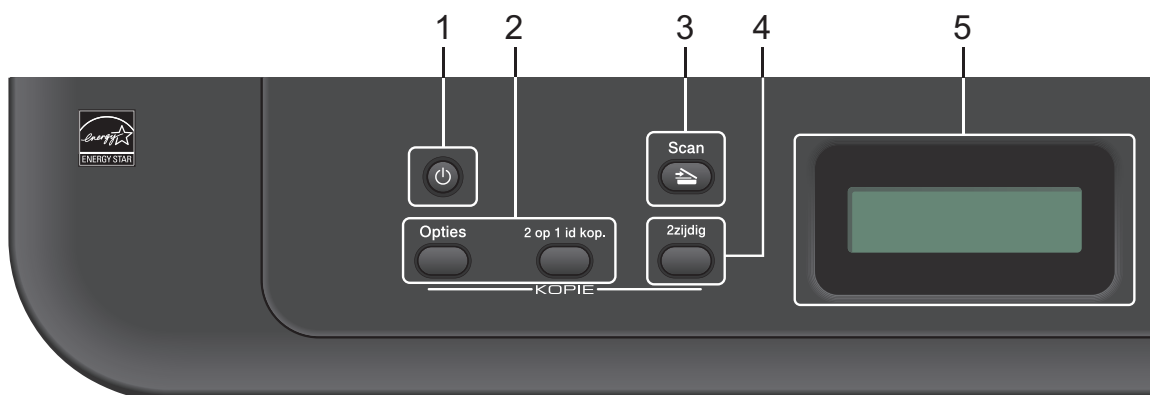 1 2 3 4 5
energy
ENERGY STAR
Scan
Opties 2 op 1 id kop. 2zijdig
KOPIE